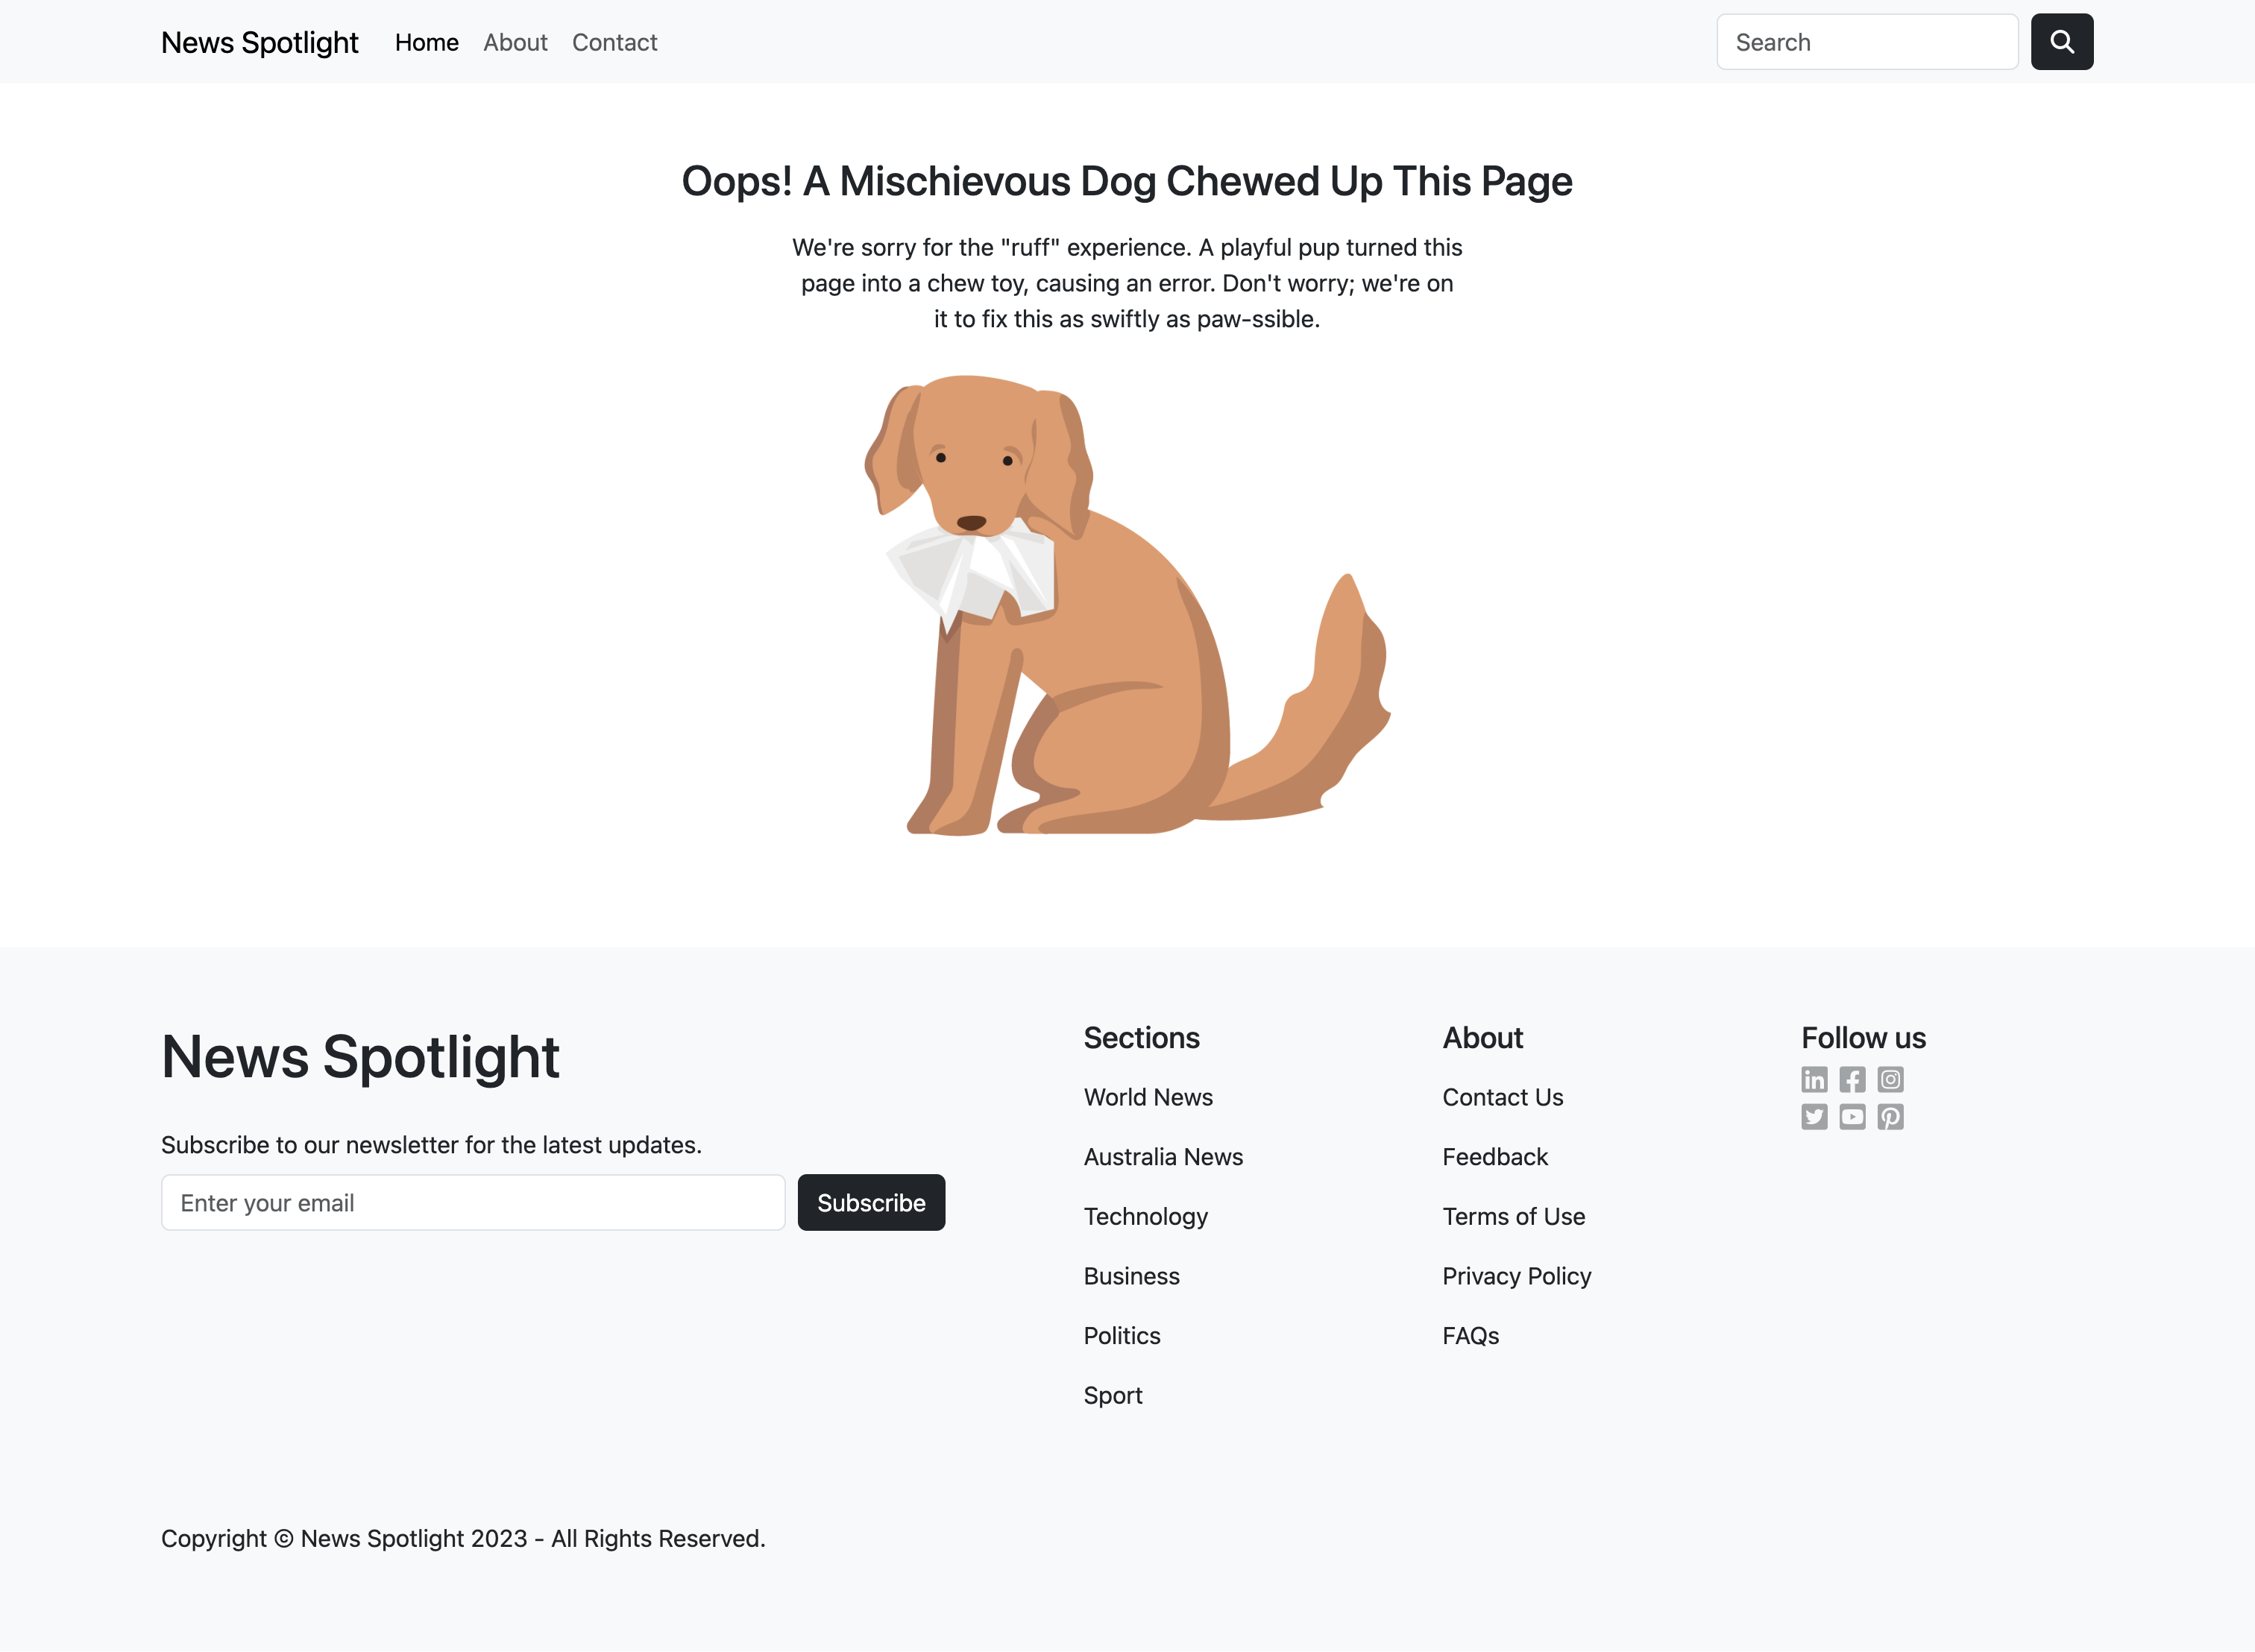 News Spotlight Home About Contact Search
Oops! A Mischievous Dog Chewed Up This Page
We're sorry for the "ruff" experience. A playful pup turned this
page into a chew toy, causing an error. Don't worry; we're on
it to fix this as swiftly as paw-ssible.
News Spotlight
Subscribe to our newsletter for the latest updates.
Enter your email Subscribe
Sections
World News
Australia News
Technology
Business
Politics
Sport
About
Contact Us
Feedback
Terms of Use
Privacy Policy
FAQs
Follow us
Copyright © News Spotlight 2023 - All Rights Reserved.